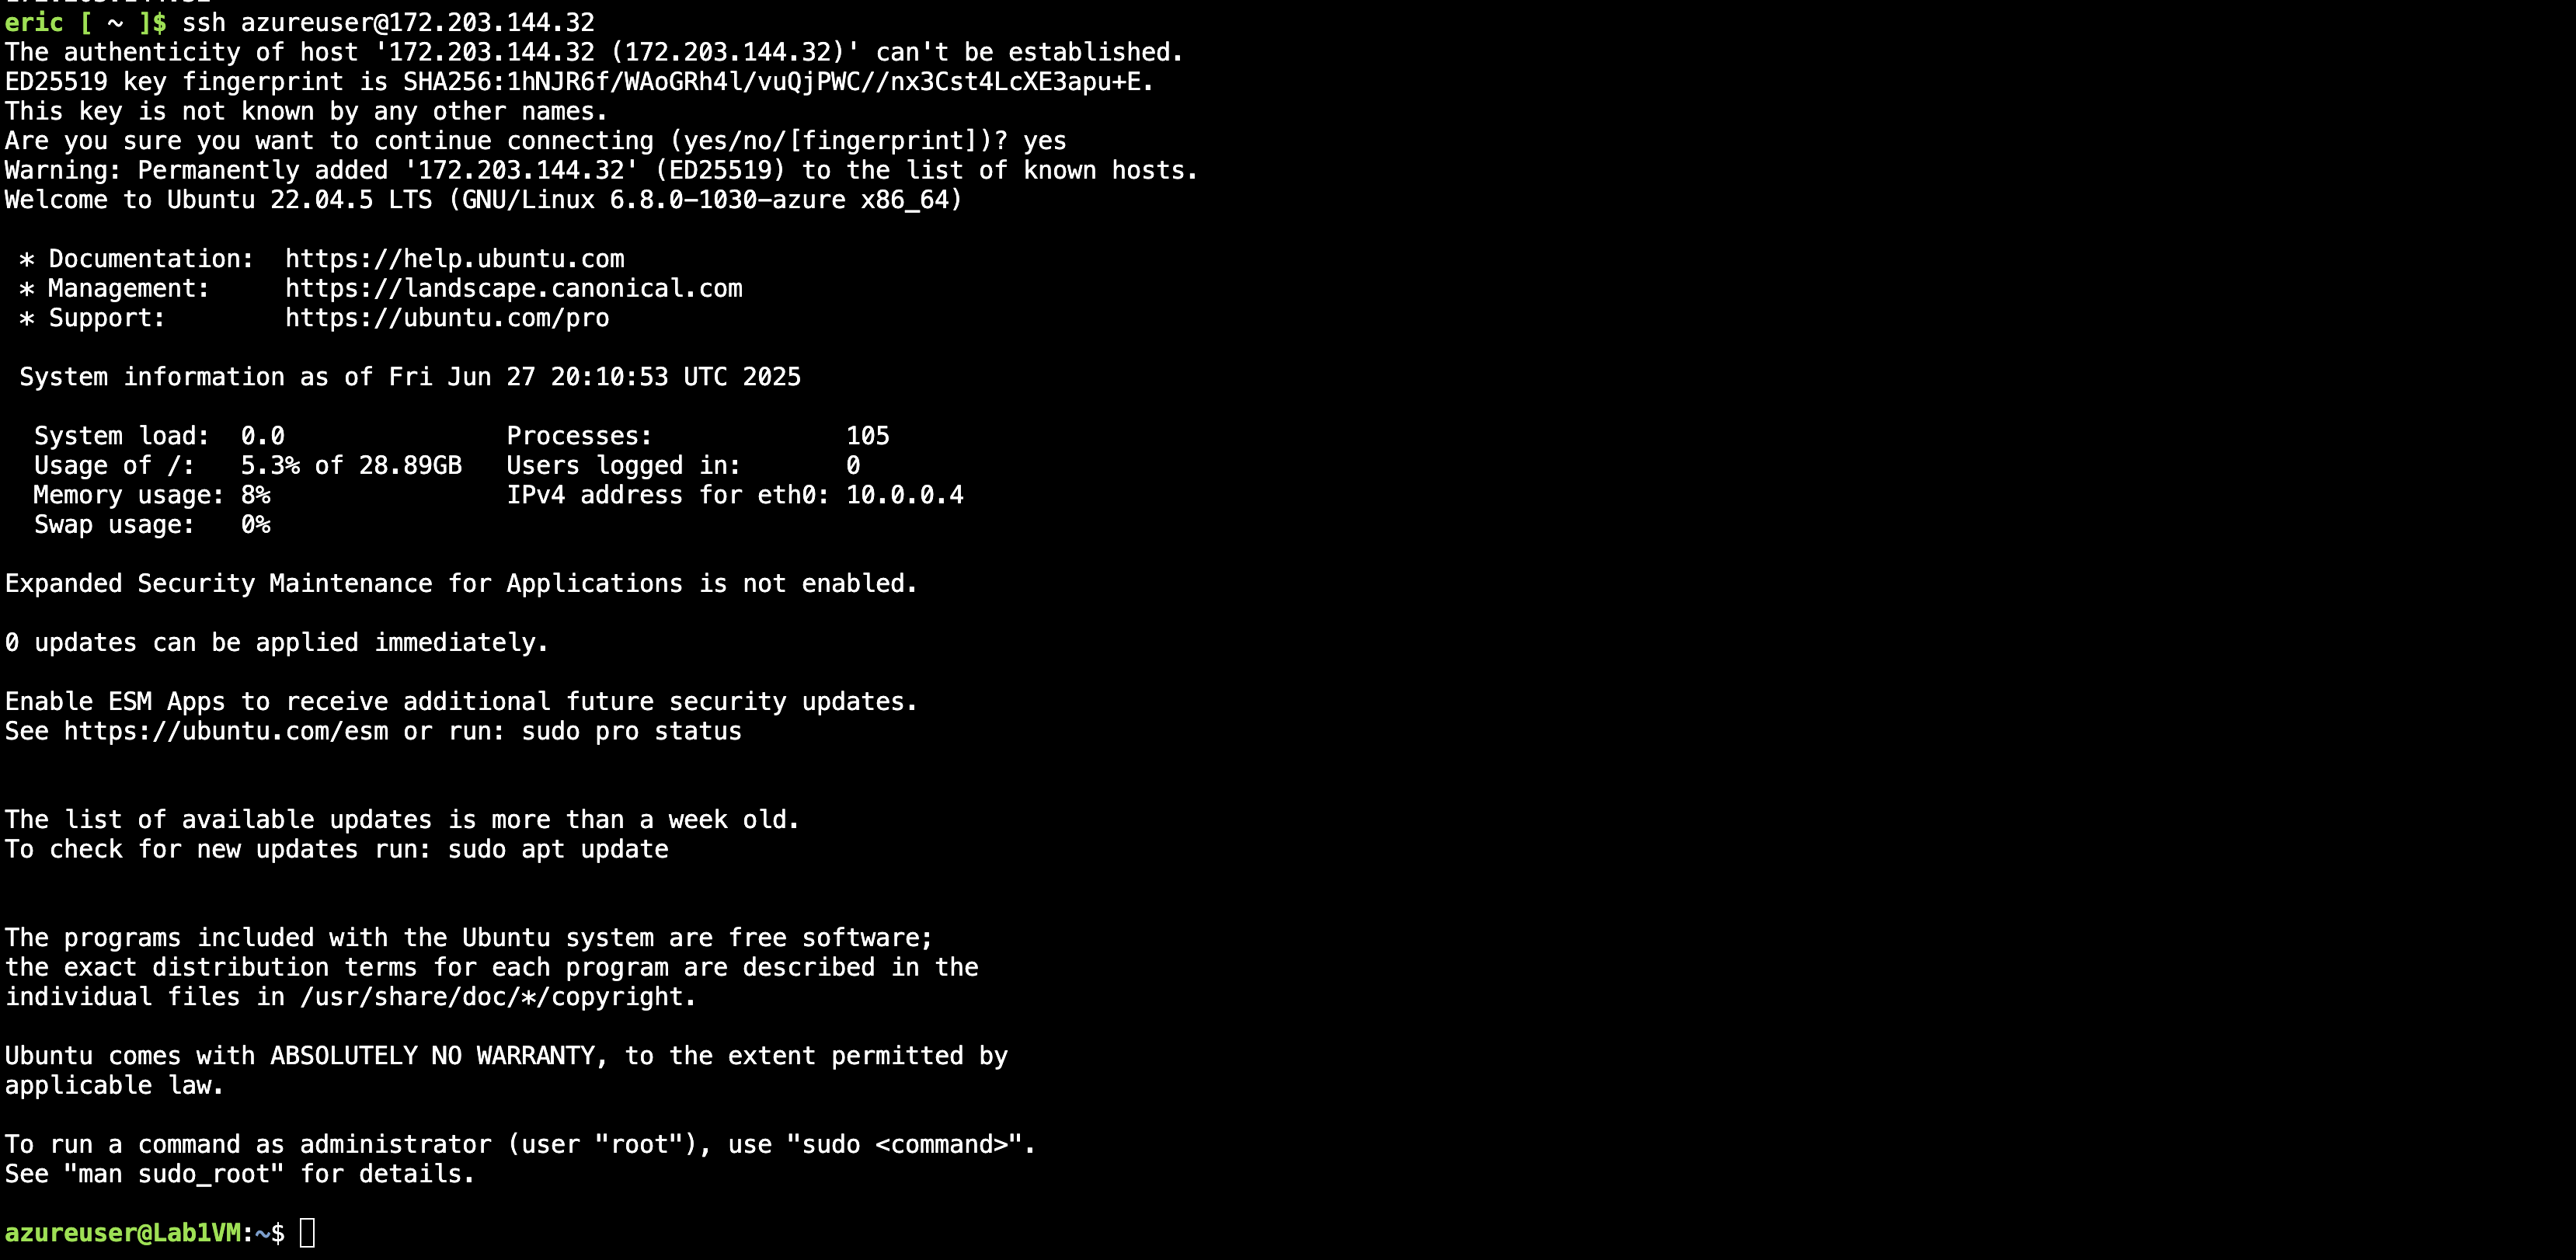 eric [ ~ ]$ ssh azureuser@172.203.144.32
The authenticity of host '172.203.144.32 (172.203.144.32)' can't be established.
ED25519 key fingerprint is SHA256:1hNJR6f/WAoGRh4l/vuQjPWC//nx3Cst4LcXE3apu+E.
This key is not known by any other names.
Are you sure you want to continue connecting (yes/no/[fingerprint])? yes
Warning: Permanently added '172.203.144.32' (ED25519) to the list of known hosts.
Welcome to Ubuntu 22.04.5 LTS (GNU/Linux 6.8.0-1030-azure x86_64)

 * Documentation:  https://help.ubuntu.com
 * Management:     https://landscape.canonical.com
 * Support:        https://ubuntu.com/pro

 System information as of Fri Jun 27 20:10:53 UTC 2025

  System load:  0.0               Processes:             105
  Usage of /:   5.3% of 28.89GB   Users logged in:       0
  Memory usage: 8%                IPv4 address for eth0: 10.0.0.4
  Swap usage:   0%

Expanded Security Maintenance for Applications is not enabled.

0 updates can be applied immediately.

Enable ESM Apps to receive additional future security updates.
See https://ubuntu.com/esm or run: sudo pro status

The list of available updates is more than a week old.
To check for new updates run: sudo apt update

The programs included with the Ubuntu system are free software;
the exact distribution terms for each program are described in the
individual files in /usr/share/doc/*/copyright.

Ubuntu comes with ABSOLUTELY NO WARRANTY, to the extent permitted by
applicable law.

To run a command as administrator (user "root"), use "sudo <command>".
See "man sudo_root" for details.

azureuser@Lab1VM:~$